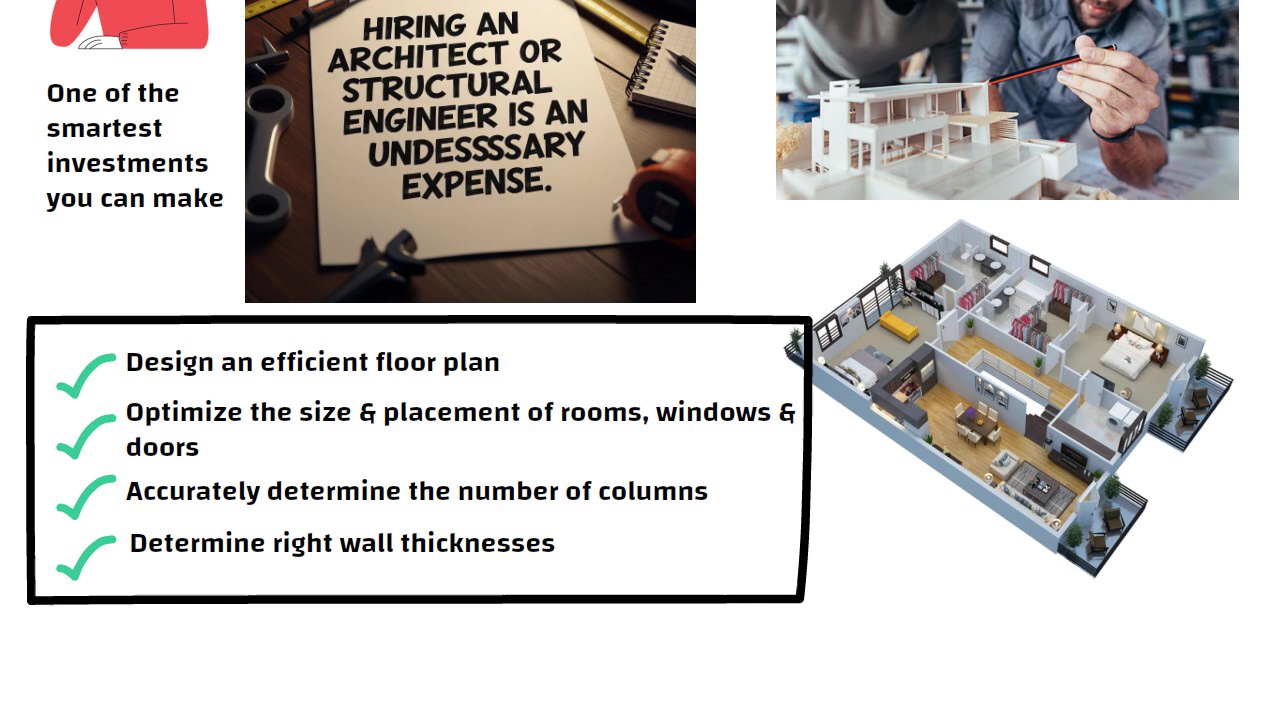 One of the
smartest
investments
you can make
HIRING AN
ARCHITECT OR
STRUCTURAL
ENGINEER IS AN
UNDESSSSARY
EXPENSE.
Design an efficient floor plan
Optimize the size & placement of rooms, windows &
doors
Accurately determine the number of columns
Determine right wall thicknesses